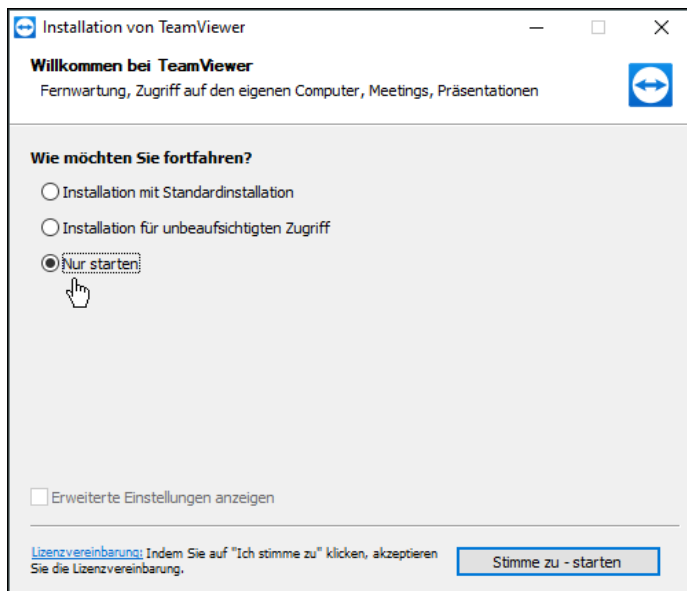 Installation von TeamViewer
Willkommen bei TeamViewer
Fernwartung, Zugriff auf den eigenen Computer, Meetings, Präsentationen
Wie möchten Sie fortfahren?
Installation mit Standardinstallation
Installation für unbeaufsichtigten Zugriff
Nur starten
Erweiterte Einstellungen anzeigen
Lizenzvereinbarung: Indem Sie auf "Ich stimme zu" klicken, akzeptieren
Sie die Lizenzvereinbarung.
Stimme zu - starten